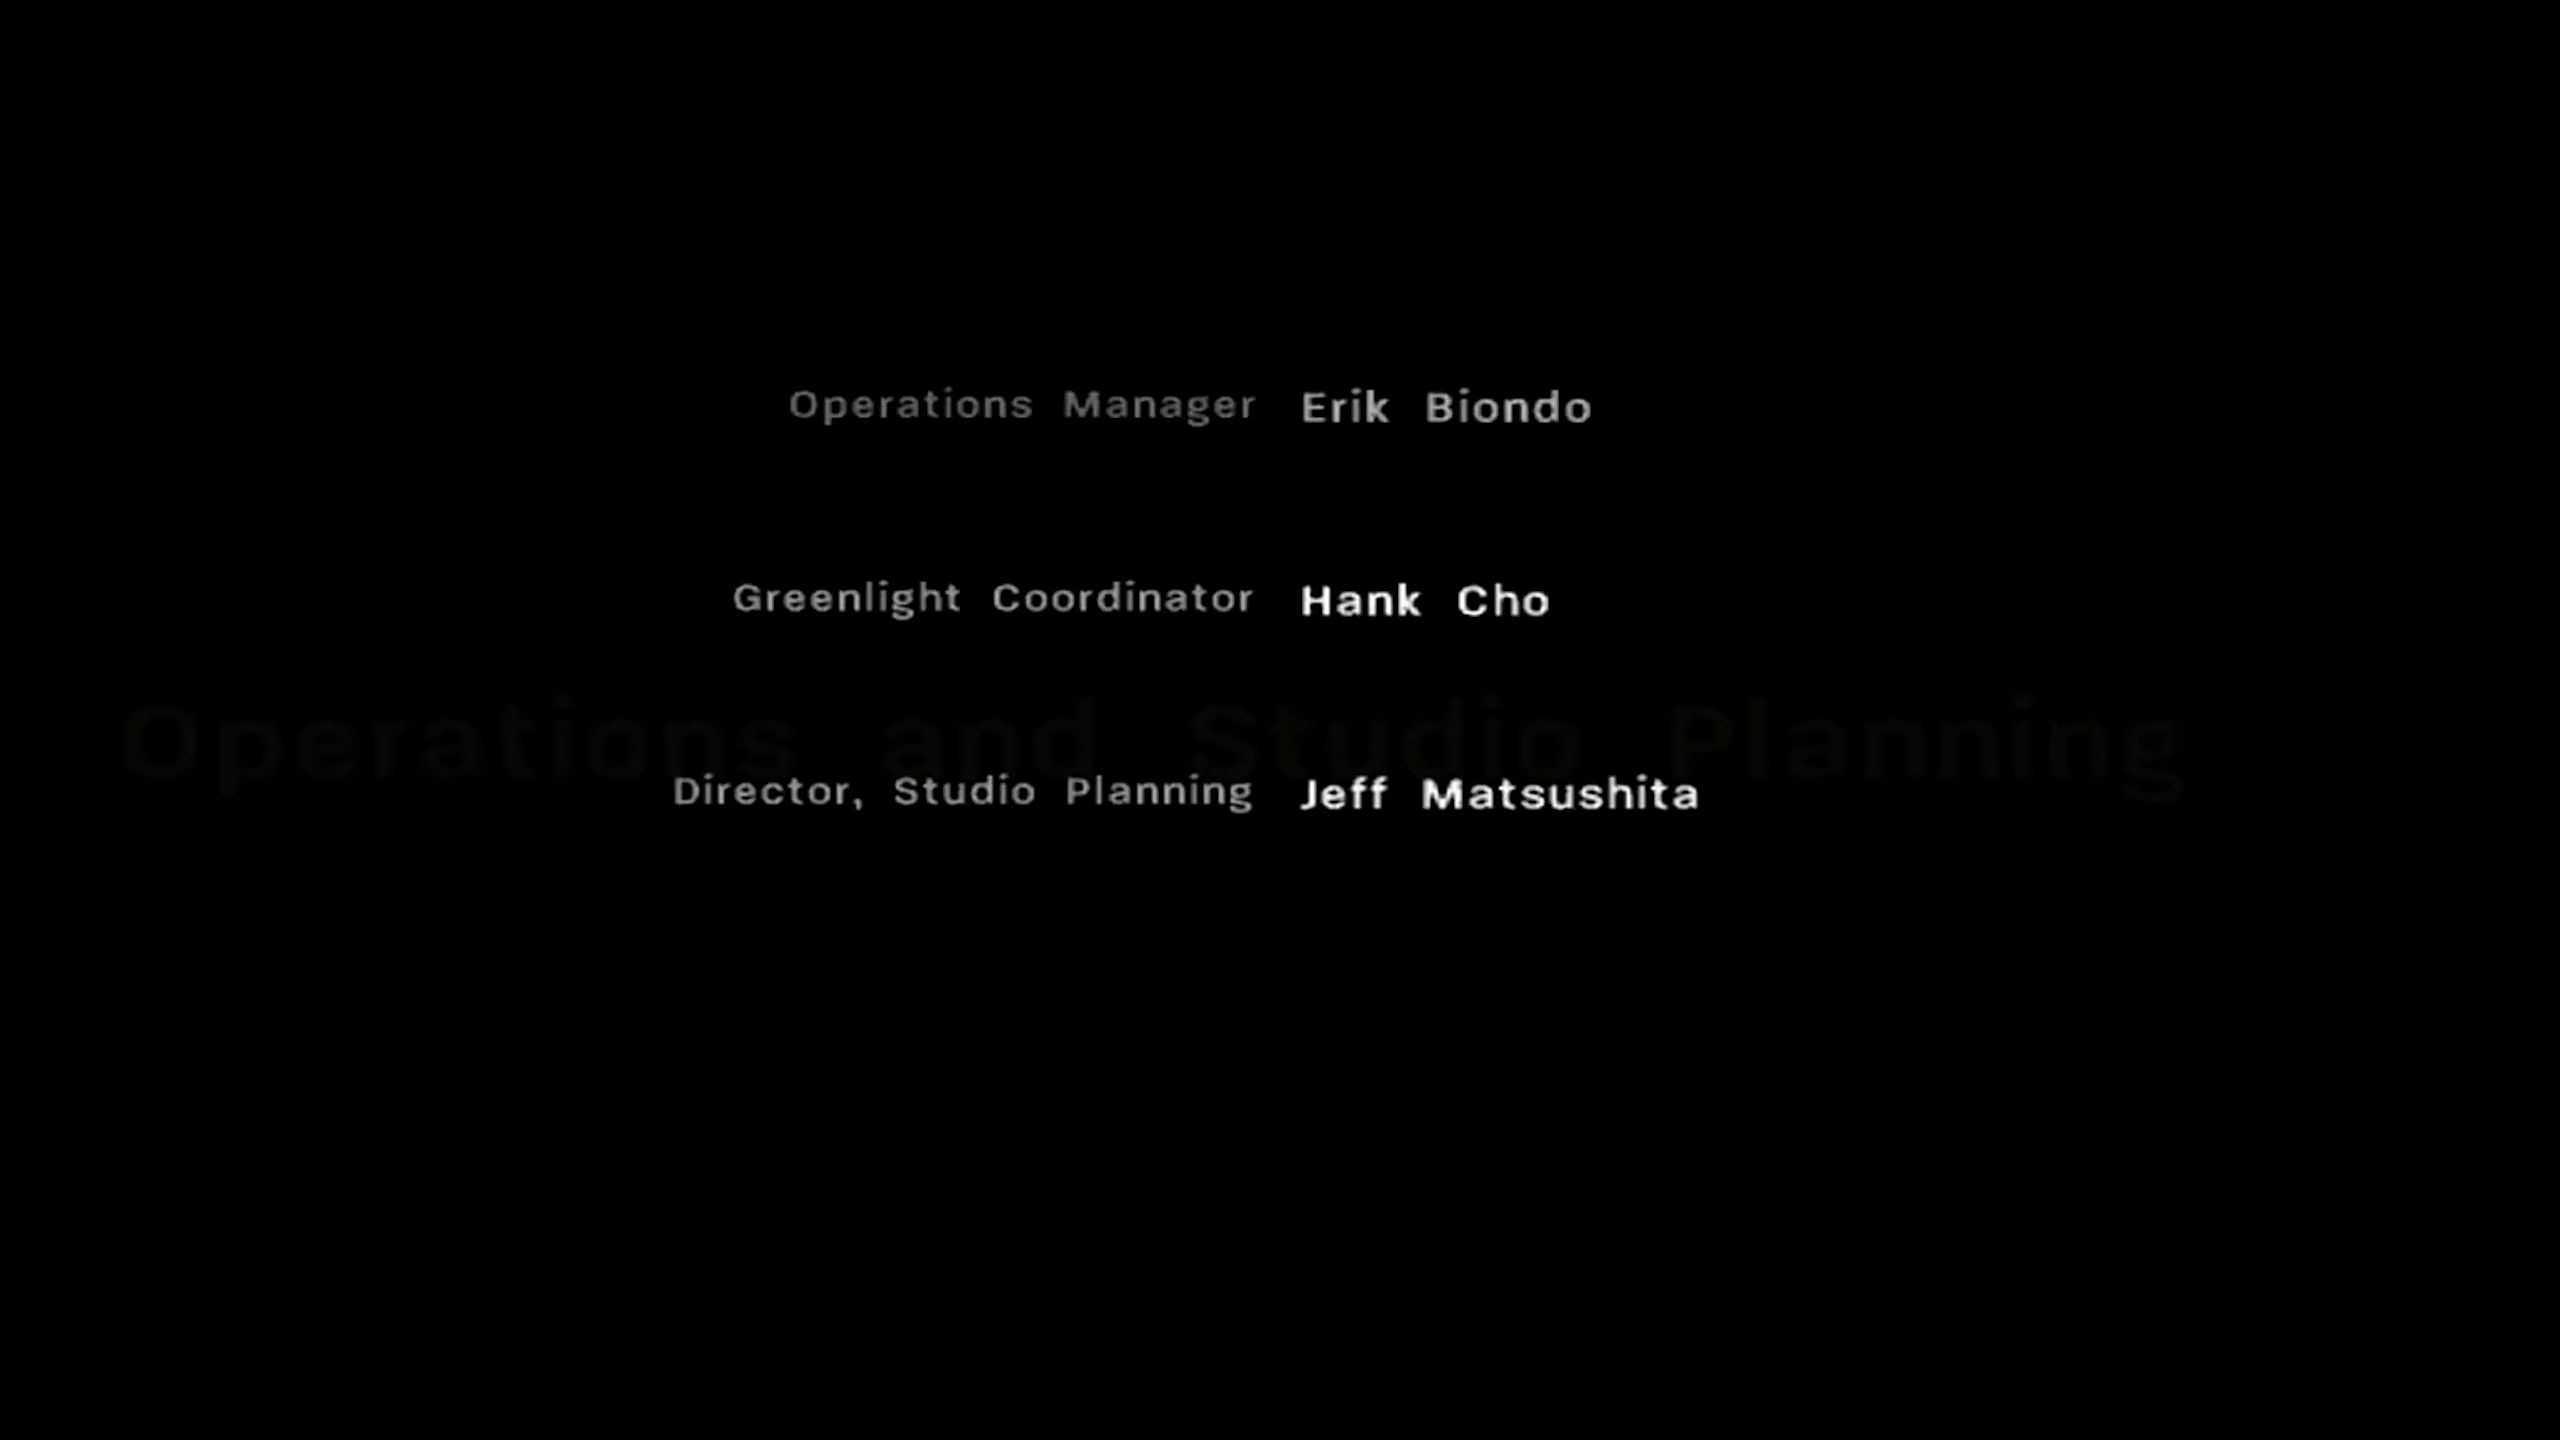 Operations Manager Erik Biondo
Greenlight Coordinator Hank Cho
Operations and Studio Planning
Director, Studio Planning Jeff Matsushita